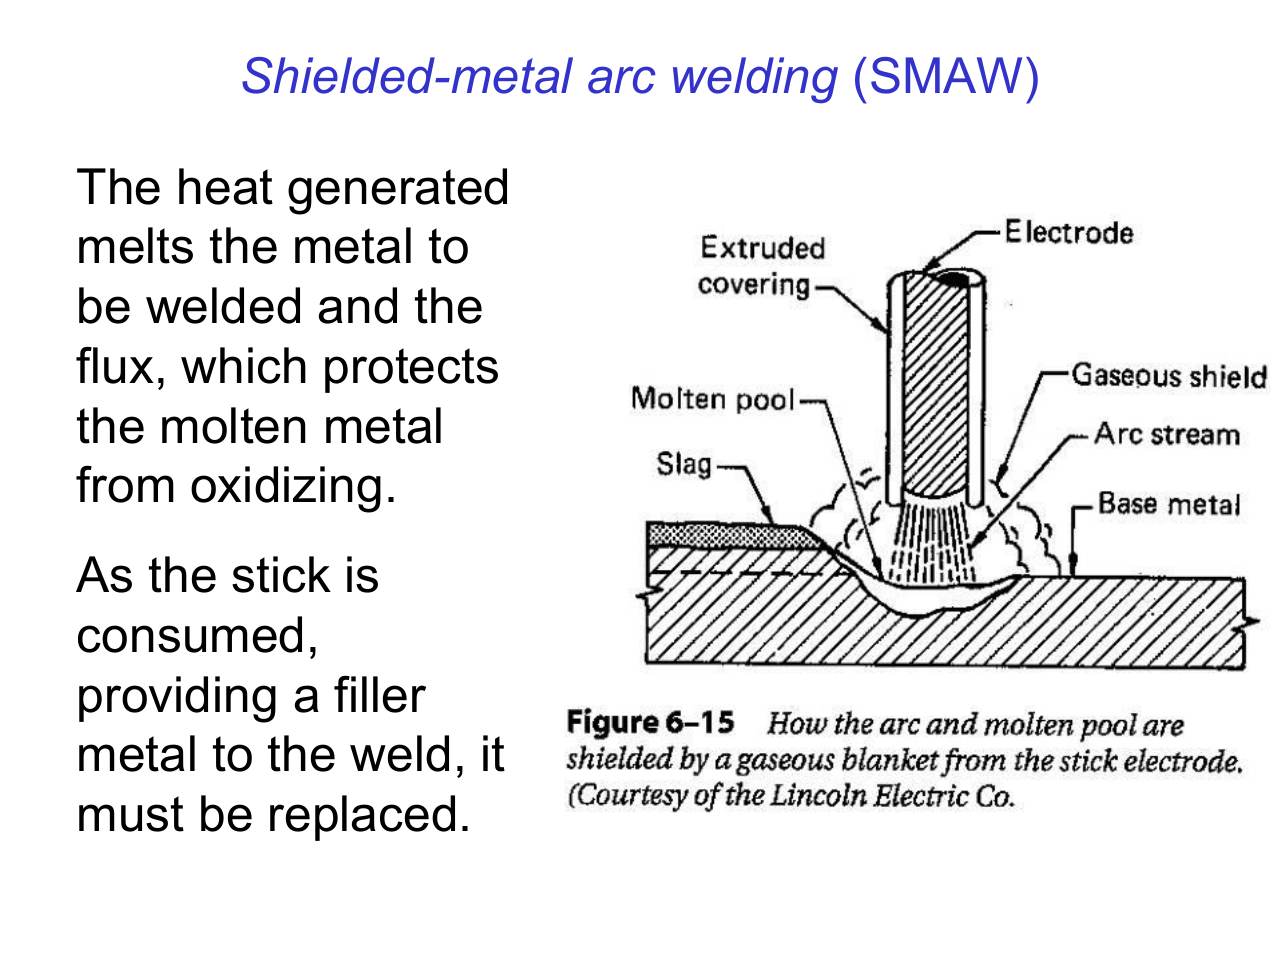 Shielded-metal arc welding (SMAW)
The heat generated
melts the metal to
be welded and the
flux, which protects
the molten metal
from oxidizing.
As the stick is
consumed,
providing a filler
metal to the weld, it
must be replaced.
Electrode
Extruded
covering
Gaseous shield
Molten pool
Arc stream
Slag
Base metal
Figure 6–15 How the arc and molten pool are
shielded by a gaseous blanket from the stick electrode.
(Courtesy of the Lincoln Electric Co.